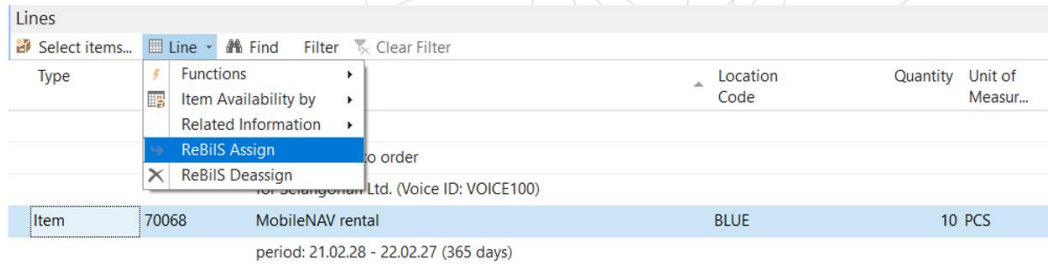 Lines
Select items... Line Find Filter Clear Filter
Type Location Code Quantity Unit of Measur...
Functions
Item Availability by
Related Information
ReBilS Assign
to order
ReBilS Deassign
Ltd. (Voice ID: VOICE100)
Item 70068 MobileNAV rental BLUE 10 PCS
period: 21.02.28 - 22.02.27 (365 days)